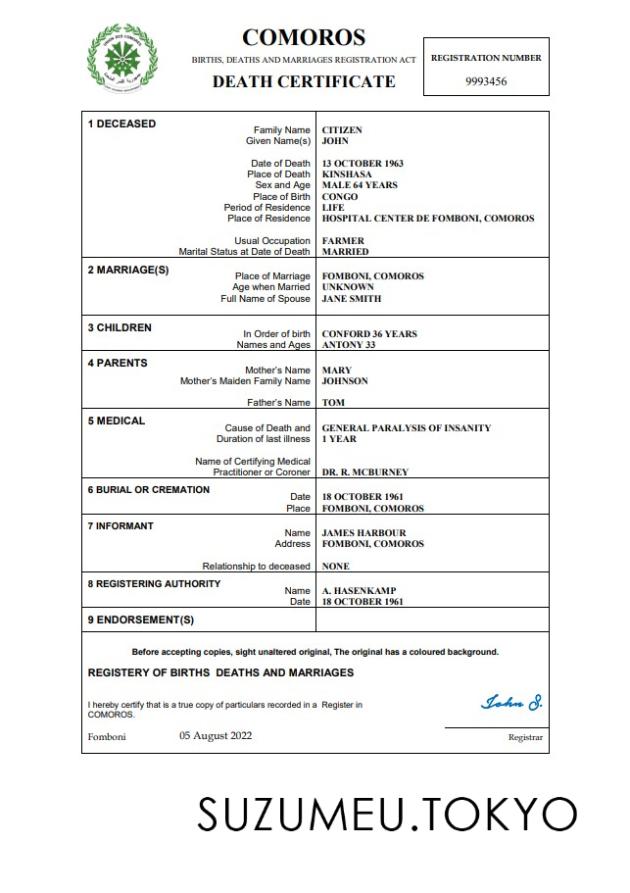 COMOROS
BIRTHS, DEATHS AND MARRIAGES REGISTRATION ACT
DEATH CERTIFICATE
REGISTRATION NUMBER
9993456
1 DECEASED
Family Name CITIZEN
Given Name(s) JOHN
Date of Death 13 OCTOBER 1963
Place of Death KINSHASA
Sex and Age MALE 64 YEARS
Place of Birth CONGO
Period of Residence LIFE
Place of Residence HOSPITAL CENTER DE FOMBONI, COMOROS
Usual Occupation FARMER
Marital Status at Date of Death MARRIED
2 MARRIAGE(S)
Place of Marriage FOMBONI, COMOROS
Age when Married UNKNOWN
Full Name of Spouse JANE SMITH
3 CHILDREN
In Order of birth CONFORD 36 YEARS
Names and Ages ANTONY 33
4 PARENTS
Mother's Name MARY
Mother's Maiden Family Name JOHNSON
Father's Name TOM
5 MEDICAL
Cause of Death and GENERAL PARALYSIS OF INSANITY
Duration of last illness 1 YEAR
Name of Certifying Medical
Practitioner or Coroner DR. R. MCBURNEY
6 BURIAL OR CREMATION
Date 18 OCTOBER 1961
Place FOMBONI, COMOROS
7 INFORMANT
Name JAMES HARBOUR
Address FOMBONI, COMOROS
Relationship to deceased NONE
8 REGISTERING AUTHORITY
Name A. HASENKAMP
Date 18 OCTOBER 1961
9 ENDORSEMENT(S)
Before accepting copies, sight unaltered original, The original has a coloured background.
REGISTERY OF BIRTHS DEATHS AND MARRIAGES
I hereby certify that is a true copy of particulars recorded in a Register in
COMOROS.
John S.
Fomboni 05 August 2022 Registrar
SUZUMEU.TOKYO